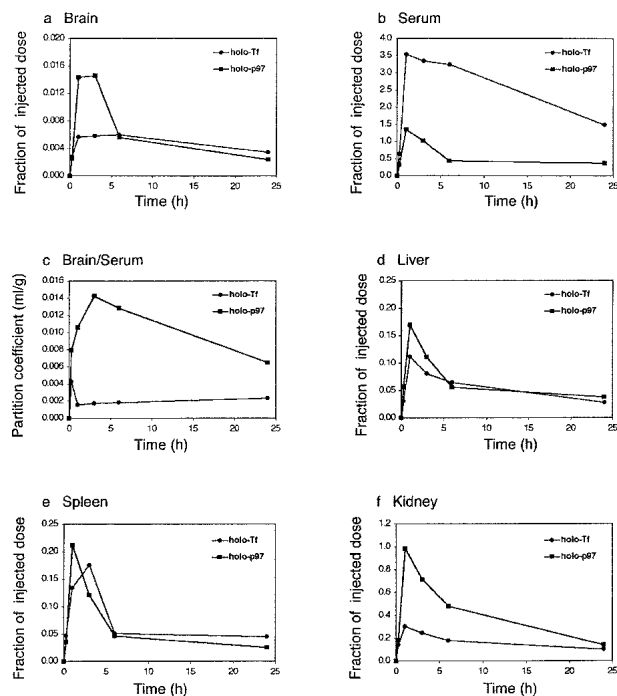 a Brain
Fraction of injected dose
0.020
0.016
0.012
0.008
0.004
0.000
0 5 10 15 20 25
Time (h)
holo-Tf
holo-p97
b Serum
Fraction of injected dose
4.0
3.5
3.0
2.5
2.0
1.5
1.0
0.5
0.0
0 5 10 15 20 25
Time (h)
holo-Tf
holo-p97
c Brain/Serum
Partition coefficient (ml/g)
0.016
0.014
0.012
0.010
0.008
0.006
0.004
0.002
0.00
0 5 10 15 20 25
Time (h)
holo-Tf
holo-p97
d Liver
Fraction of injected dose
0.25
0.20
0.15
0.10
0.05
0.00
0 5 10 15 20 25
Time (h)
holo-Tf
holo-p97
e Spleen
Fraction of injected dose
0.25
0.20
0.15
0.10
0.05
0.00
0 5 10 15 20 25
Time (h)
holo-Tf
holo-p97
f Kidney
Fraction of injected dose
1.2
1.0
0.8
0.6
0.4
0.2
0.0
0 5 10 15 20 25
Time (h)
holo-Tf
holo-p97